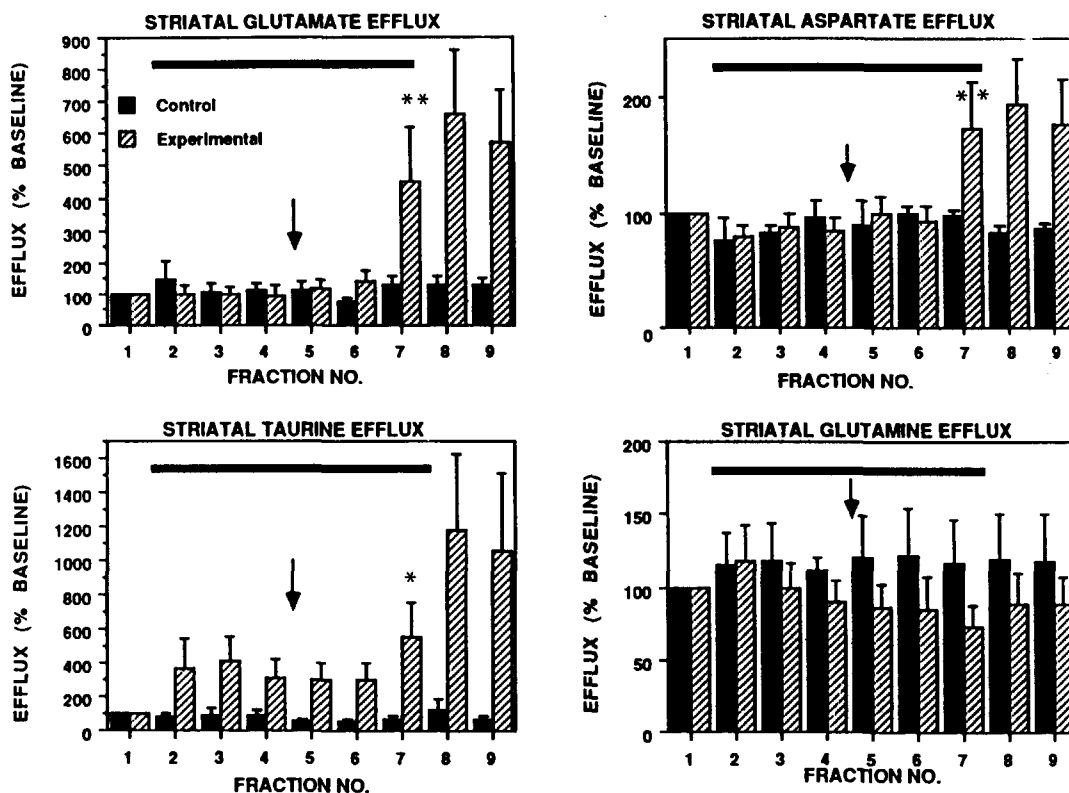 STRIATAL GLUTAMATE EFFLUX
EFFLUX (% BASELINE)
900
800
700
600
500
400
300
200
100
0
Control
Experimental
* *
1 2 3 4 5 6 7 8 9
FRACTION NO.
STRIATAL ASPARTATE EFFLUX
EFFLUX (% BASELINE)
200
100
0
* *
1 2 3 4 5 6 7 8 9
FRACTION NO.
STRIATAL TAURINE EFFLUX
EFFLUX (% BASELINE)
1600
1400
1200
1000
800
600
400
200
0
*
1 2 3 4 5 6 7 8 9
FRACTION NO.
STRIATAL GLUTAMINE EFFLUX
EFFLUX (% BASELINE)
200
150
100
50
0
1 2 3 4 5 6 7 8 9
FRACTION NO.